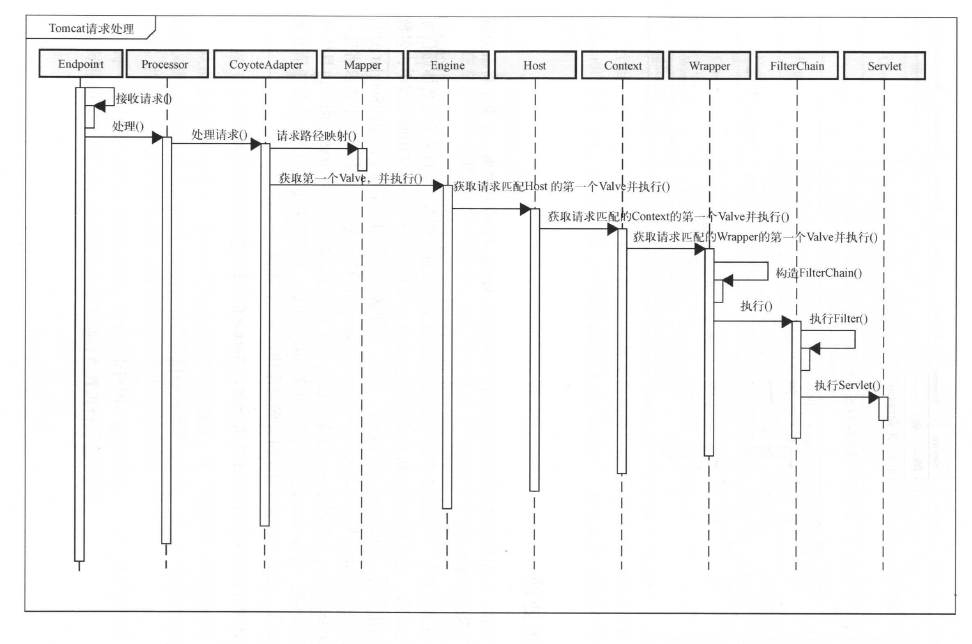 Tomcat请求处理
Endpoint Processor CoyoteAdapter Mapper Engine Host Context Wrapper FilterChain Servlet
接收请求()
处理()
处理请求()
请求路径映射()
获取第一个Valve，并执行()
获取请求匹配Host 的第一个Valve并执行()
获取请求匹配的Context的第一个Valve并执行()
获取请求匹配的Wrapper的第一个Valve并执行()
构造FilterChain()
执行()
执行Filter()
执行Servlet()